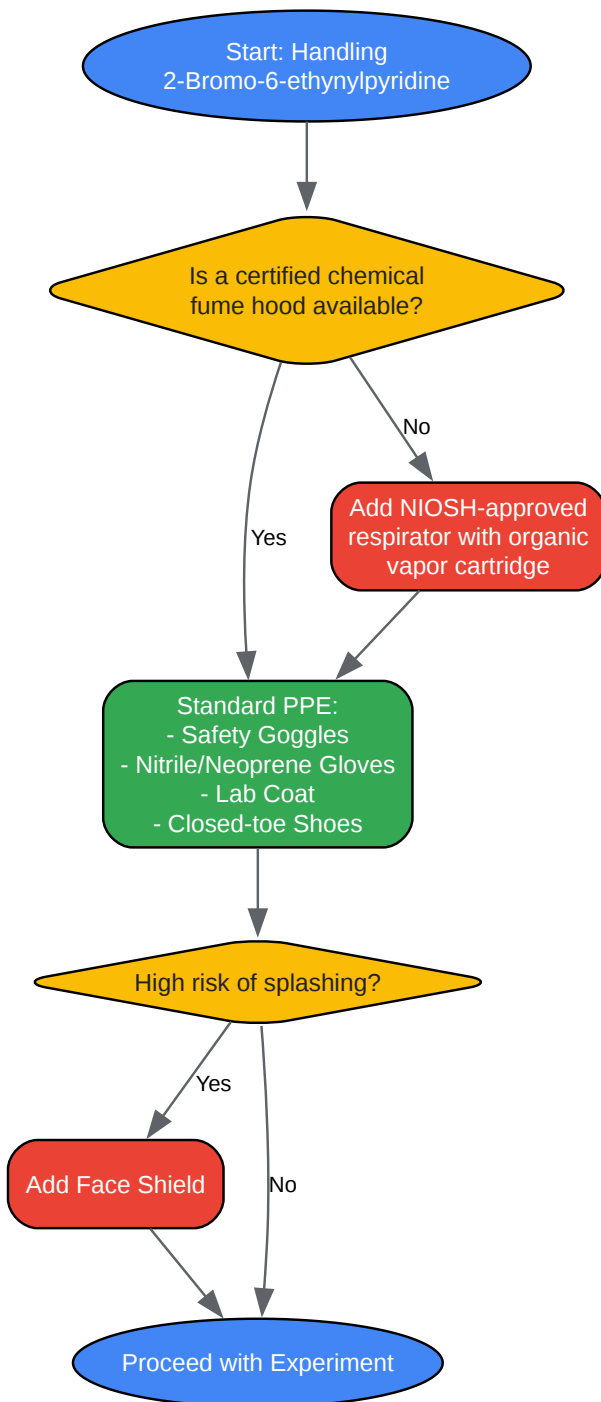 Start: Handling
2-Bromo-6-ethynylpyridine
Is a certified chemical
fume hood available?
No
Yes
Add NIOSH-approved
respirator with organic
vapor cartridge
Standard PPE:
- Safety Goggles
- Nitrile/Neoprene Gloves
- Lab Coat
- Closed-toe Shoes
High risk of splashing?
Yes
No
Add Face Shield
Proceed with Experiment